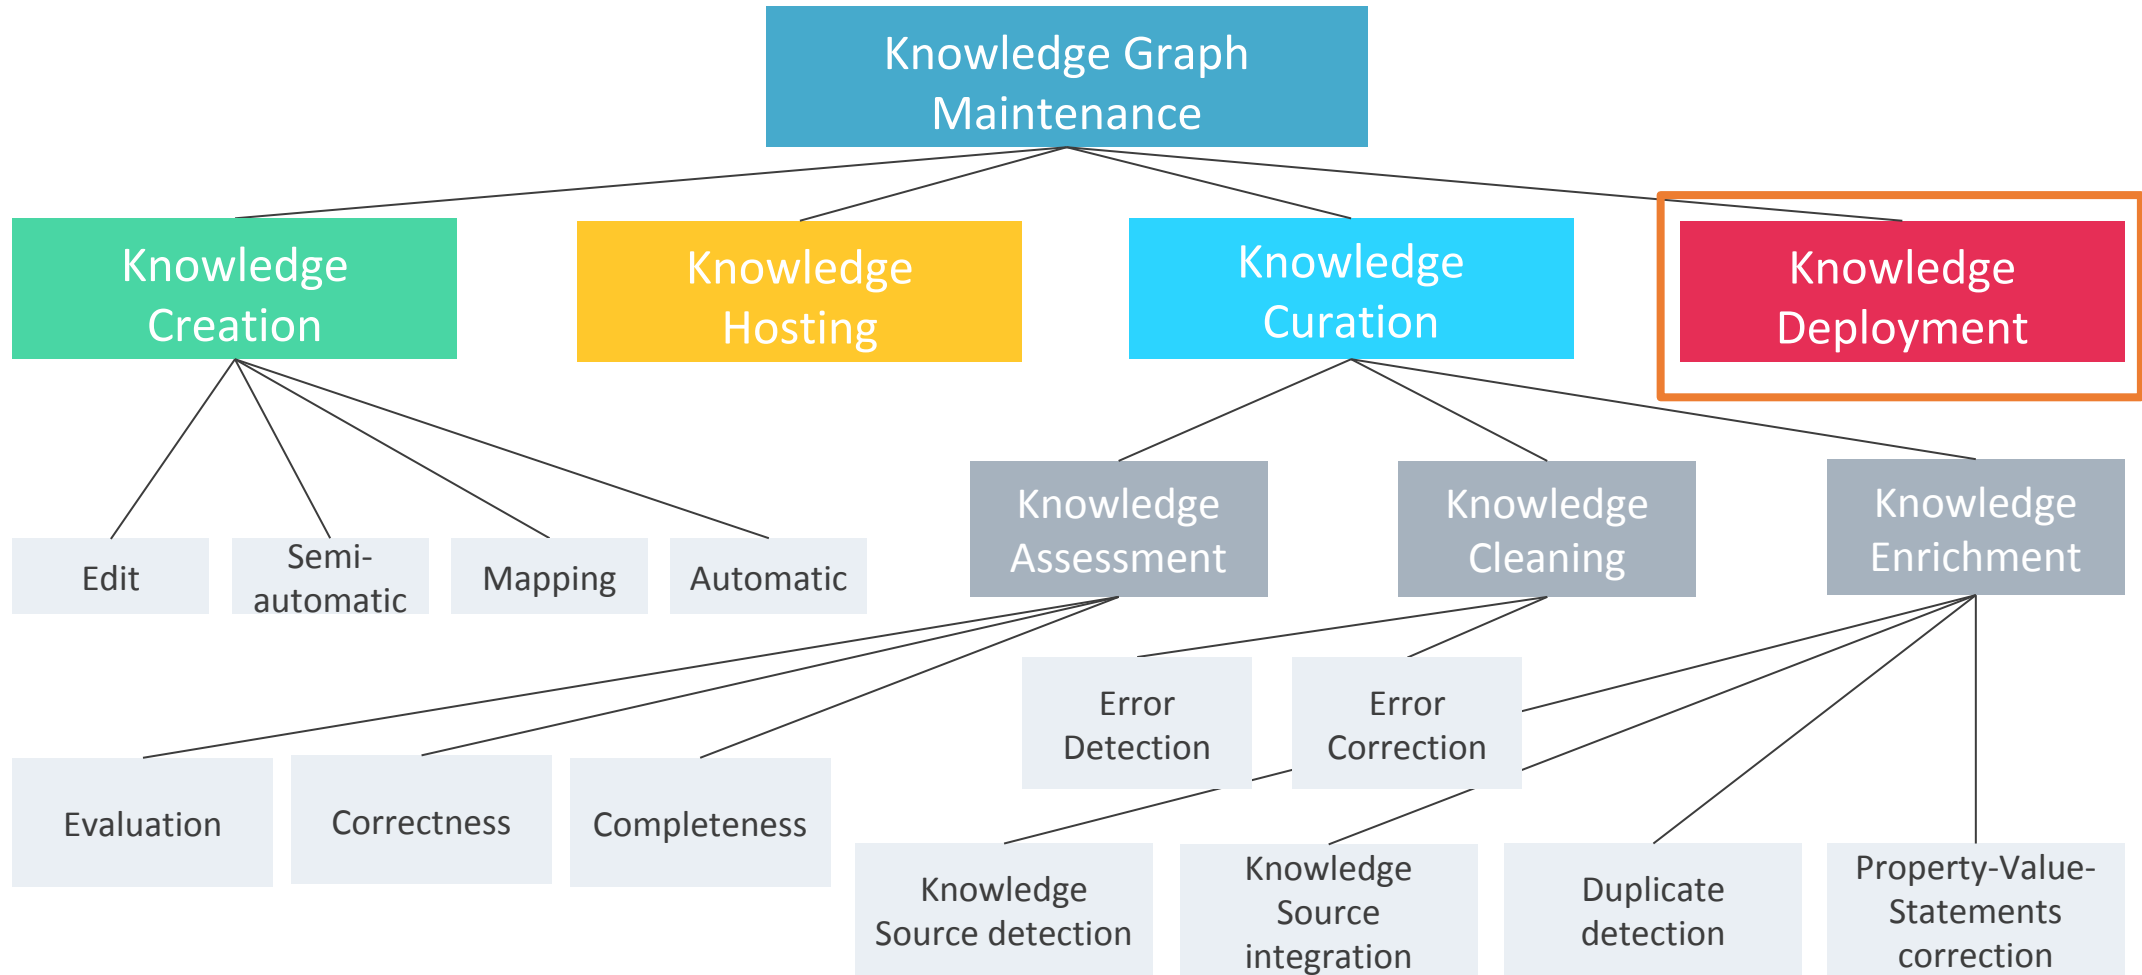 Knowledge Graph
Maintenance
Knowledge
Creation
Knowledge
Hosting
Knowledge
Curation
Knowledge
Deployment
Knowledge
Assessment
Knowledge
Cleaning
Knowledge
Enrichment
Edit
Semi-
automatic
Mapping
Automatic
Error
Detection
Error
Correction
Evaluation
Correctness
Completeness
Knowledge
Source detection
Knowledge
Source
integration
Duplicate
detection
Property-Value-
Statements
correction